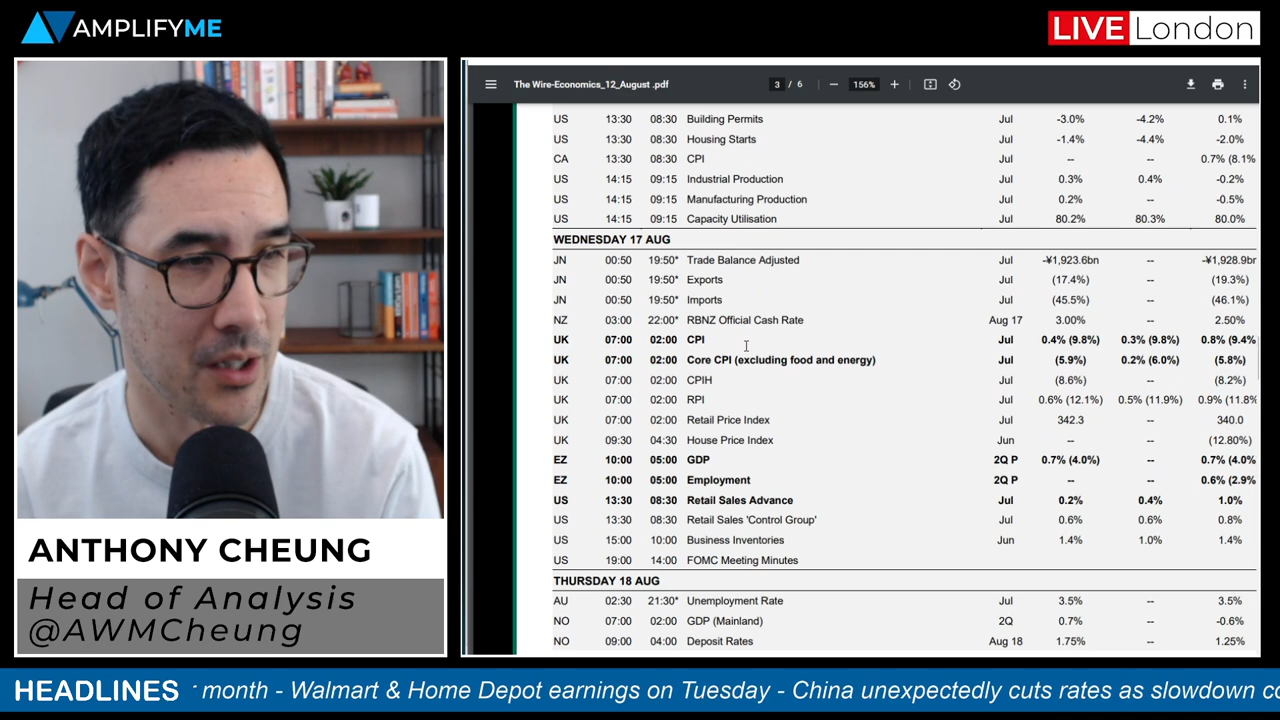 AMPLIFYME
LIVE London
The Wire-Economics_12_August .pdf 3 / 6 156%
US 13:30 08:30 Building Permits Jul -3.0% -4.2% 0.1%
US 13:30 08:30 Housing Starts Jul -1.4% -4.4% -2.0%
CA 13:30 08:30 CPI Jul -- -- 0.7% (8.1%
US 14:15 09:15 Industrial Production Jul 0.3% 0.4% -0.2%
US 14:15 09:15 Manufacturing Production Jul 0.2% -- -0.5%
US 14:15 09:15 Capacity Utilisation Jul 80.2% 80.3% 80.0%
WEDNESDAY 17 AUG
JN 00:50 19:50* Trade Balance Adjusted Jul -¥1,923.6bn -- -¥1,928.9br
JN 00:50 19:50* Exports Jul (17.4%) -- (19.3%)
JN 00:50 19:50* Imports Jul (45.5%) -- (46.1%)
NZ 03:00 22:00* RBNZ Official Cash Rate Aug 17 3.00% -- 2.50%
UK 07:00 02:00 CPI Jul 0.4% (9.8%) 0.3% (9.8%) 0.8% (9.4%
UK 07:00 02:00 Core CPI (excluding food and energy) Jul (5.9%) 0.2% (6.0%) (5.8%)
UK 07:00 02:00 CPIH Jul (8.6%) -- (8.2%)
UK 07:00 02:00 RPI Jul 0.6% (12.1%) 0.5% (11.9%) 0.9% (11.8%
UK 07:00 02:00 Retail Price Index Jul 342.3 -- 340.0
UK 09:30 04:30 House Price Index Jun -- -- (12.80%)
EZ 10:00 05:00 GDP 2Q P 0.7% (4.0%) -- 0.7% (4.0%
EZ 10:00 05:00 Employment 2Q P -- -- 0.6% (2.9%
US 13:30 08:30 Retail Sales Advance Jul 0.2% 0.4% 1.0%
US 13:30 08:30 Retail Sales 'Control Group' Jul 0.6% 0.6% 0.8%
US 15:00 10:00 Business Inventories Jun 1.4% 1.0% 1.4%
US 19:00 14:00 FOMC Meeting Minutes
THURSDAY 18 AUG
AU 02:30 21:30* Unemployment Rate Jul 3.5% -- 3.5%
NO 07:00 02:00 GDP (Mainland) 2Q 0.7% -- -0.6%
NO 09:00 04:00 Deposit Rates Aug 18 1.75% -- 1.25%
ANTHONY CHEUNG
Head of Analysis
@AWMCheung
HEADLINES month - Walmart & Home Depot earnings on Tuesday - China unexpectedly cuts rates as slowdown co